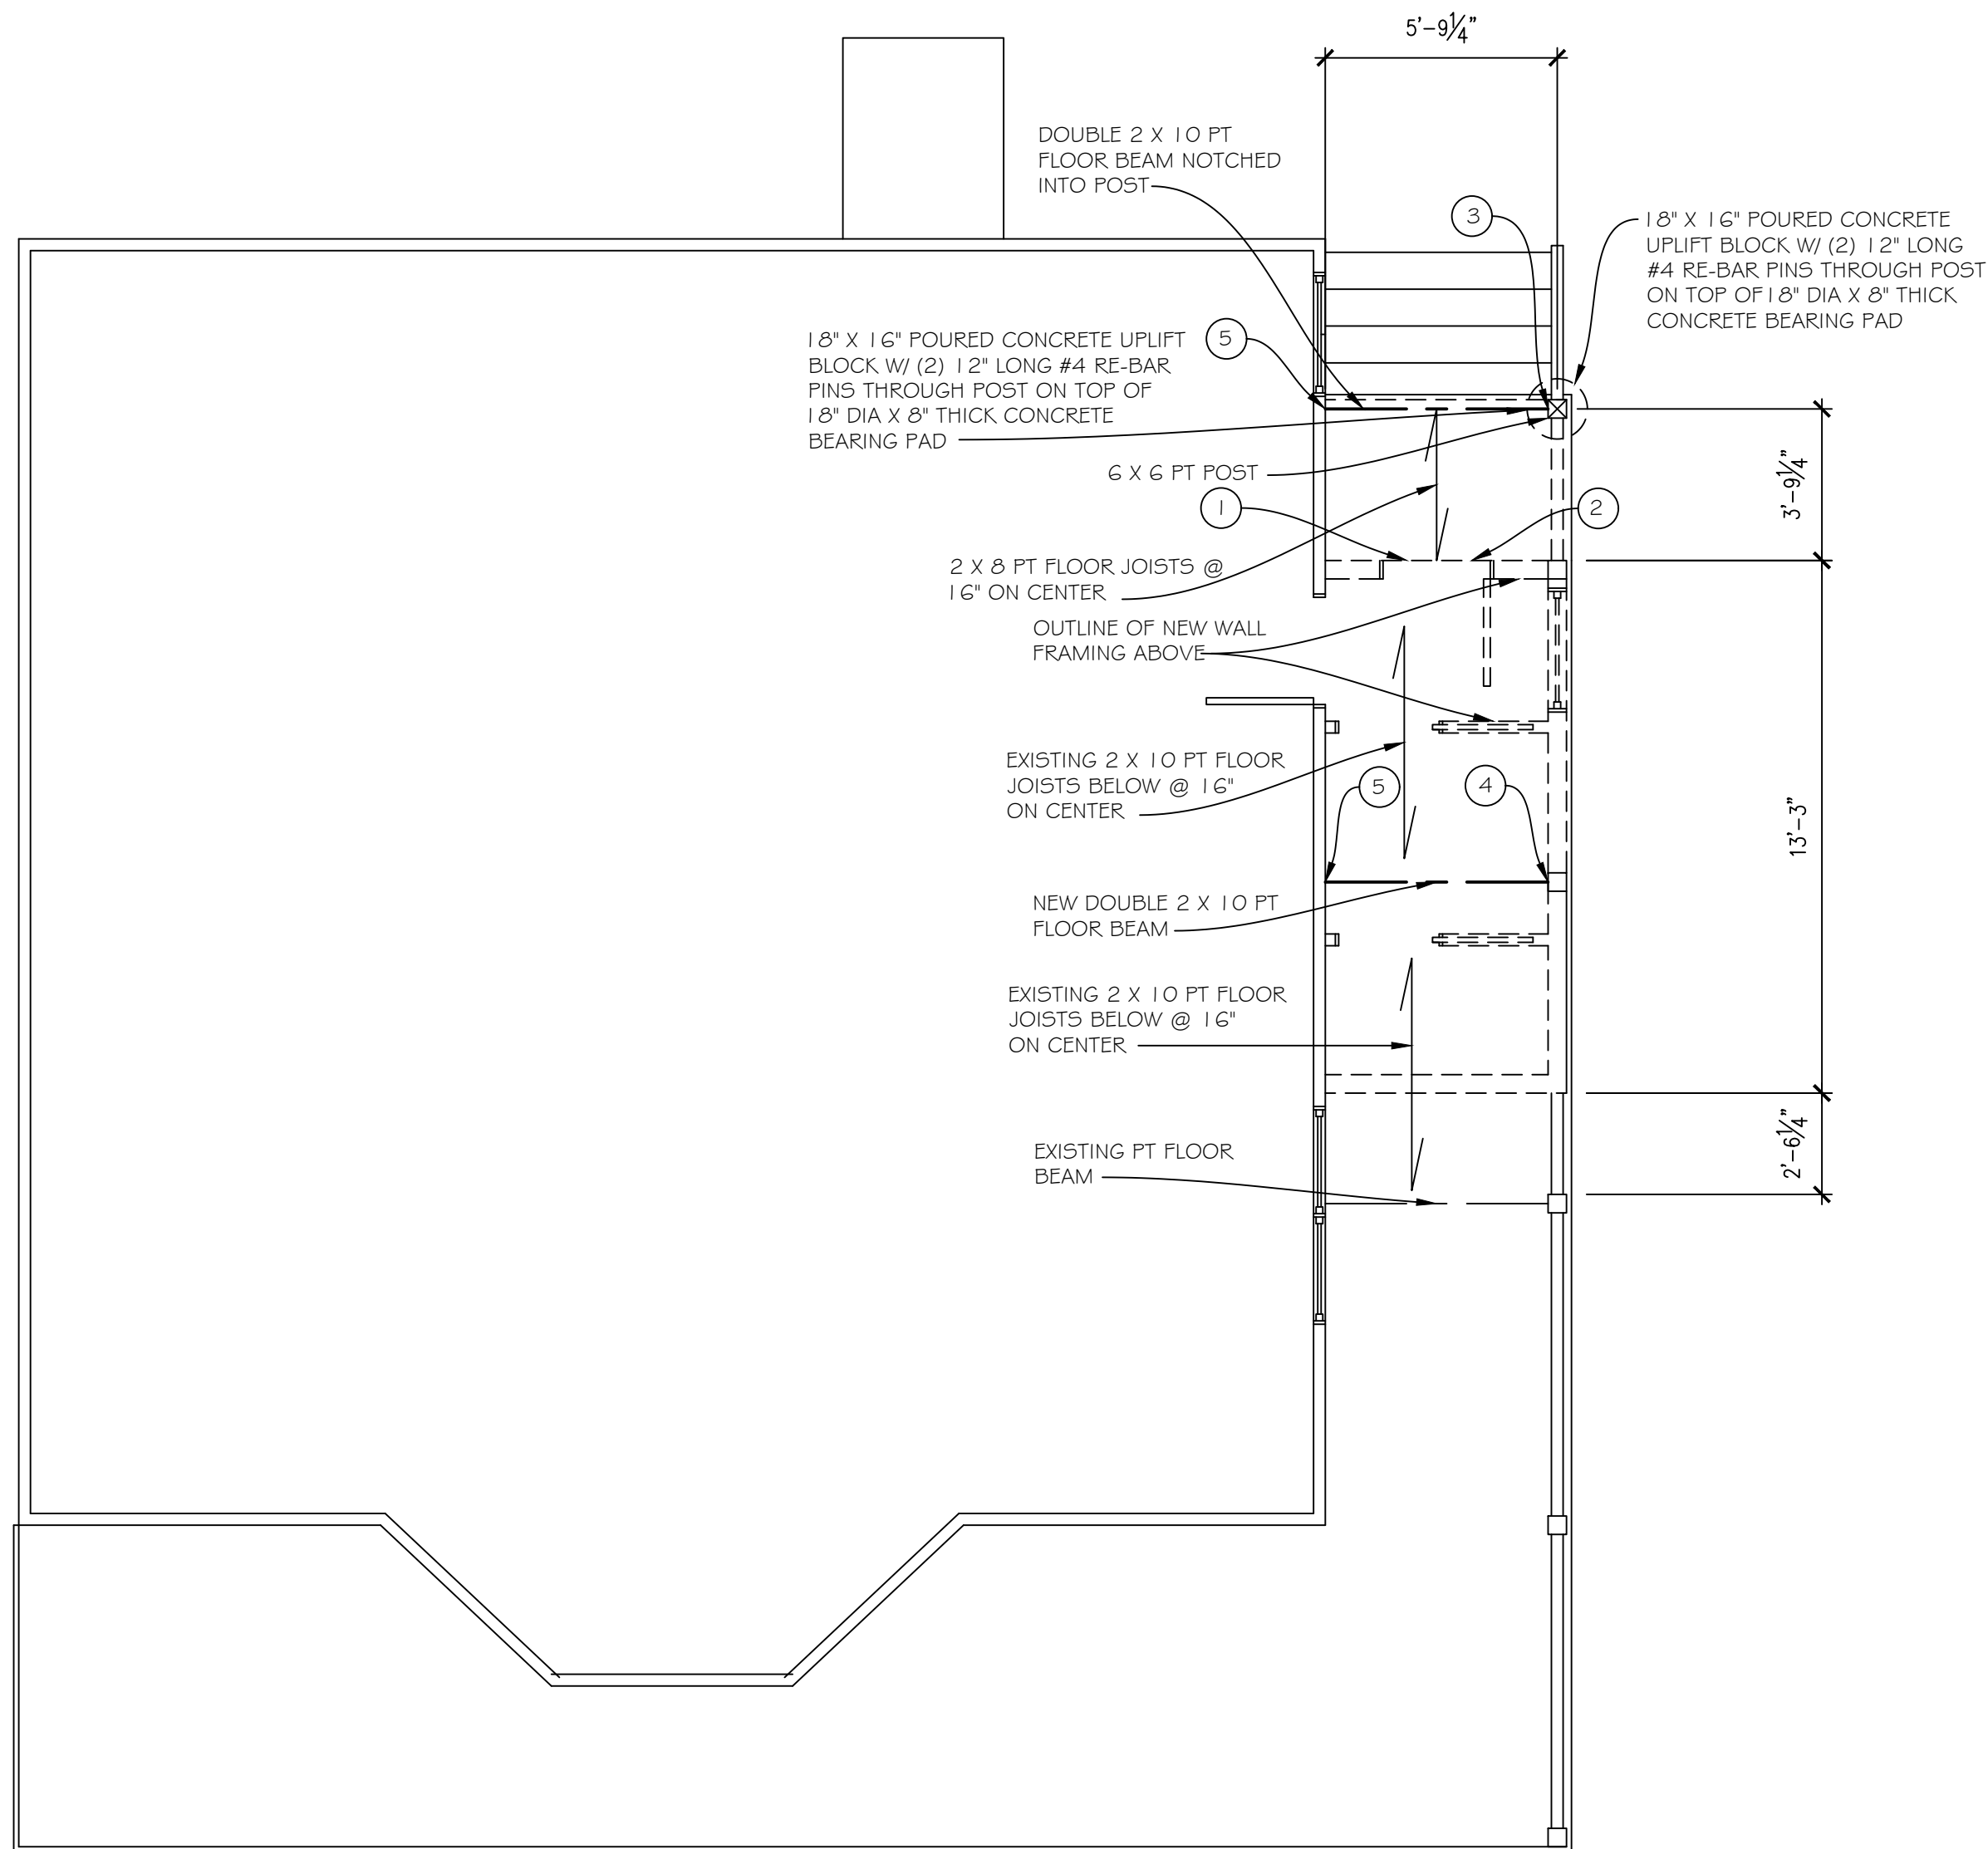 5'-9 1/4"
DOUBLE 2 X 10 PT
FLOOR BEAM NOTCHED
INTO POST
3
18" X 16" POURED CONCRETE
UPLIFT BLOCK W/ (2) 12" LONG
#4 RE-BAR PINS THROUGH POST
ON TOP OF 18" DIA X 8" THICK
CONCRETE BEARING PAD
18" X 16" POURED CONCRETE UPLIFT
BLOCK W/ (2) 12" LONG #4 RE-BAR
PINS THROUGH POST ON TOP OF
18" DIA X 8" THICK CONCRETE
BEARING PAD
5
6 X 6 PT POST
3'-9 1/4"
1
2
2 X 8 PT FLOOR JOISTS @
16" ON CENTER
OUTLINE OF NEW WALL
FRAMING ABOVE
EXISTING 2 X 10 PT FLOOR
JOISTS BELOW @ 16"
ON CENTER
5
4
13'-3"
NEW DOUBLE 2 X 10 PT
FLOOR BEAM
EXISTING 2 X 10 PT FLOOR
JOISTS BELOW @ 16"
ON CENTER
EXISTING PT FLOOR
BEAM
2'-6 1/4"